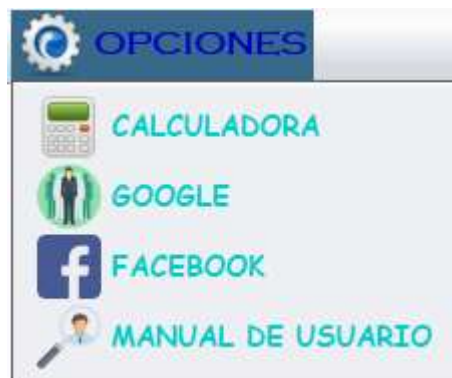 OPCIONES
CALCULADORA
GOOGLE
FACEBOOK
MANUAL DE USUARIO